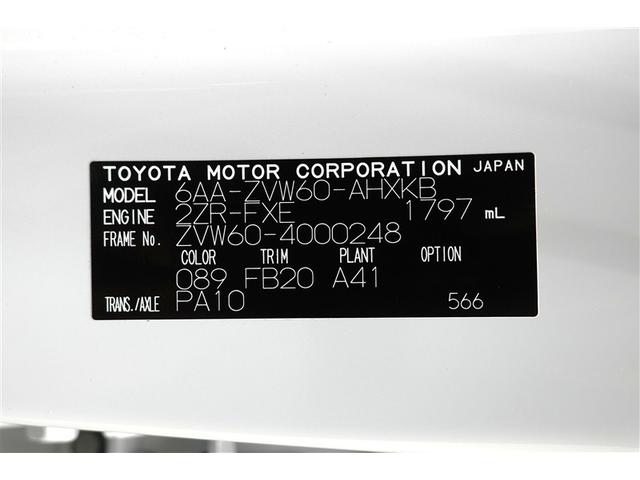 TOYOTA MOTOR CORPORATION JAPAN
MODEL 6AA-ZVW60-AHXKB
ENGINE 2ZR-FXE 1797 mL
FRAME No. ZVW60-4000248
COLOR TRIM PLANT OPTION
089 FB20 A41
TRANS./AXLE PA10 566